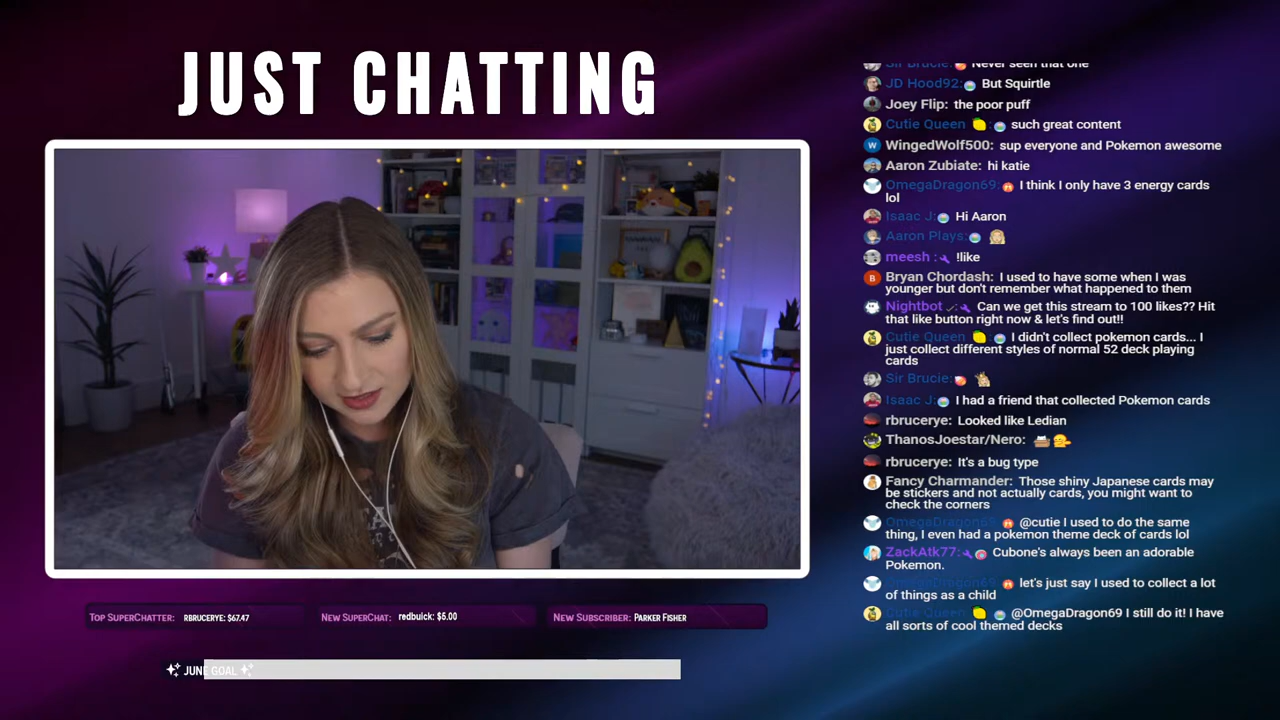 JUST CHATTING
Sir Brucie: Never seen that one
JD Hood92: But Squirtle
Joey Flip: the poor puff
Cutie Queen : such great content
W WingedWolf500: sup everyone and Pokemon awesome
Aaron Zubiate: hi katie
OmegaDragon69: I think I only have 3 energy cards
lol
Isaac J: Hi Aaron
Aaron Plays:
meesh : !like
B Bryan Chordash: I used to have some when I was
younger but don't remember what happened to them
Nightbot : Can we get this stream to 100 likes?? Hit
that like button right now & let's find out!!
Cutie Queen : I didn't collect pokemon cards... I
just collect different styles of normal 52 deck playing
cards
Sir Brucie:
Isaac J: I had a friend that collected Pokemon cards
rbrucerye: Looked like Ledian
ThanosJoestar/Nero:
rbrucerye: It's a bug type
Fancy Charmander: Those shiny Japanese cards may
be stickers and not actually cards, you might want to
check the corners
OmegaDragon69: @cutie I used to do the same
thing, I even had a pokemon theme deck of cards lol
ZackAtk77: Cubone's always been an adorable
Pokemon.
OmegaDragon69: let's just say I used to collect a lot
of things as a child
Cutie Queen : @OmegaDragon69 I still do it! I have
all sorts of cool themed decks
TOP SUPERCHATTER: RBRUCERYE: $67.47
NEW SUPERCHAT: redbuick: $5.00
NEW SUBSCRIBER: PARKER FISHER
JUNE GOAL